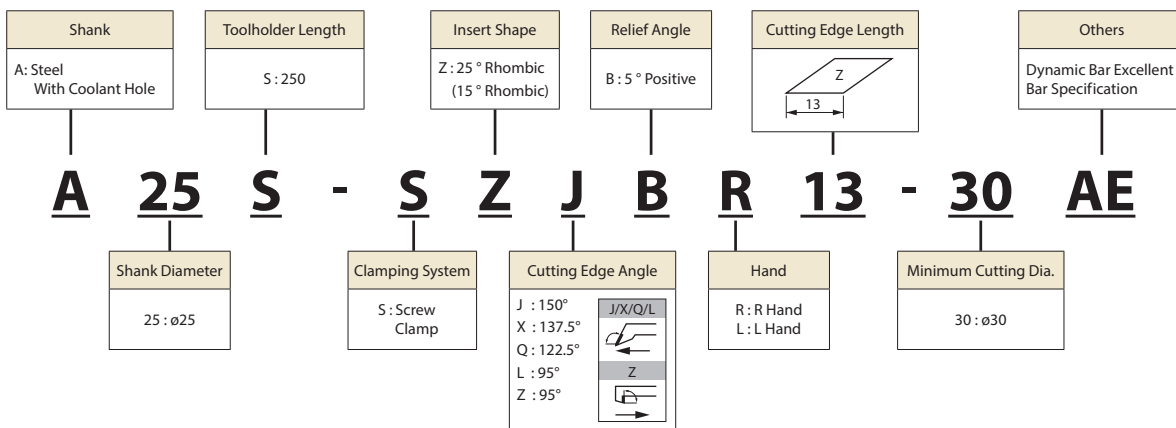 Shank
A: Steel
With Coolant Hole
Toolholder Length
S : 250
Insert Shape
Z : 25 ° Rhombic
(15 ° Rhombic)
Relief Angle
B : 5 ° Positive
Cutting Edge Length
Z
13
Others
Dynamic Bar Excellent
Bar Specification
A 25 S - S Z J B R 13 - 30 AE
Shank Diameter
25 : ø25
Clamping System
S : Screw
Clamp
Cutting Edge Angle
J : 150°
X : 137.5°
Q : 122.5°
L : 95°
Z : 95°
J/X/Q/L
Z
Hand
R : R Hand
L : L Hand
Minimum Cutting Dia.
30 : ø30